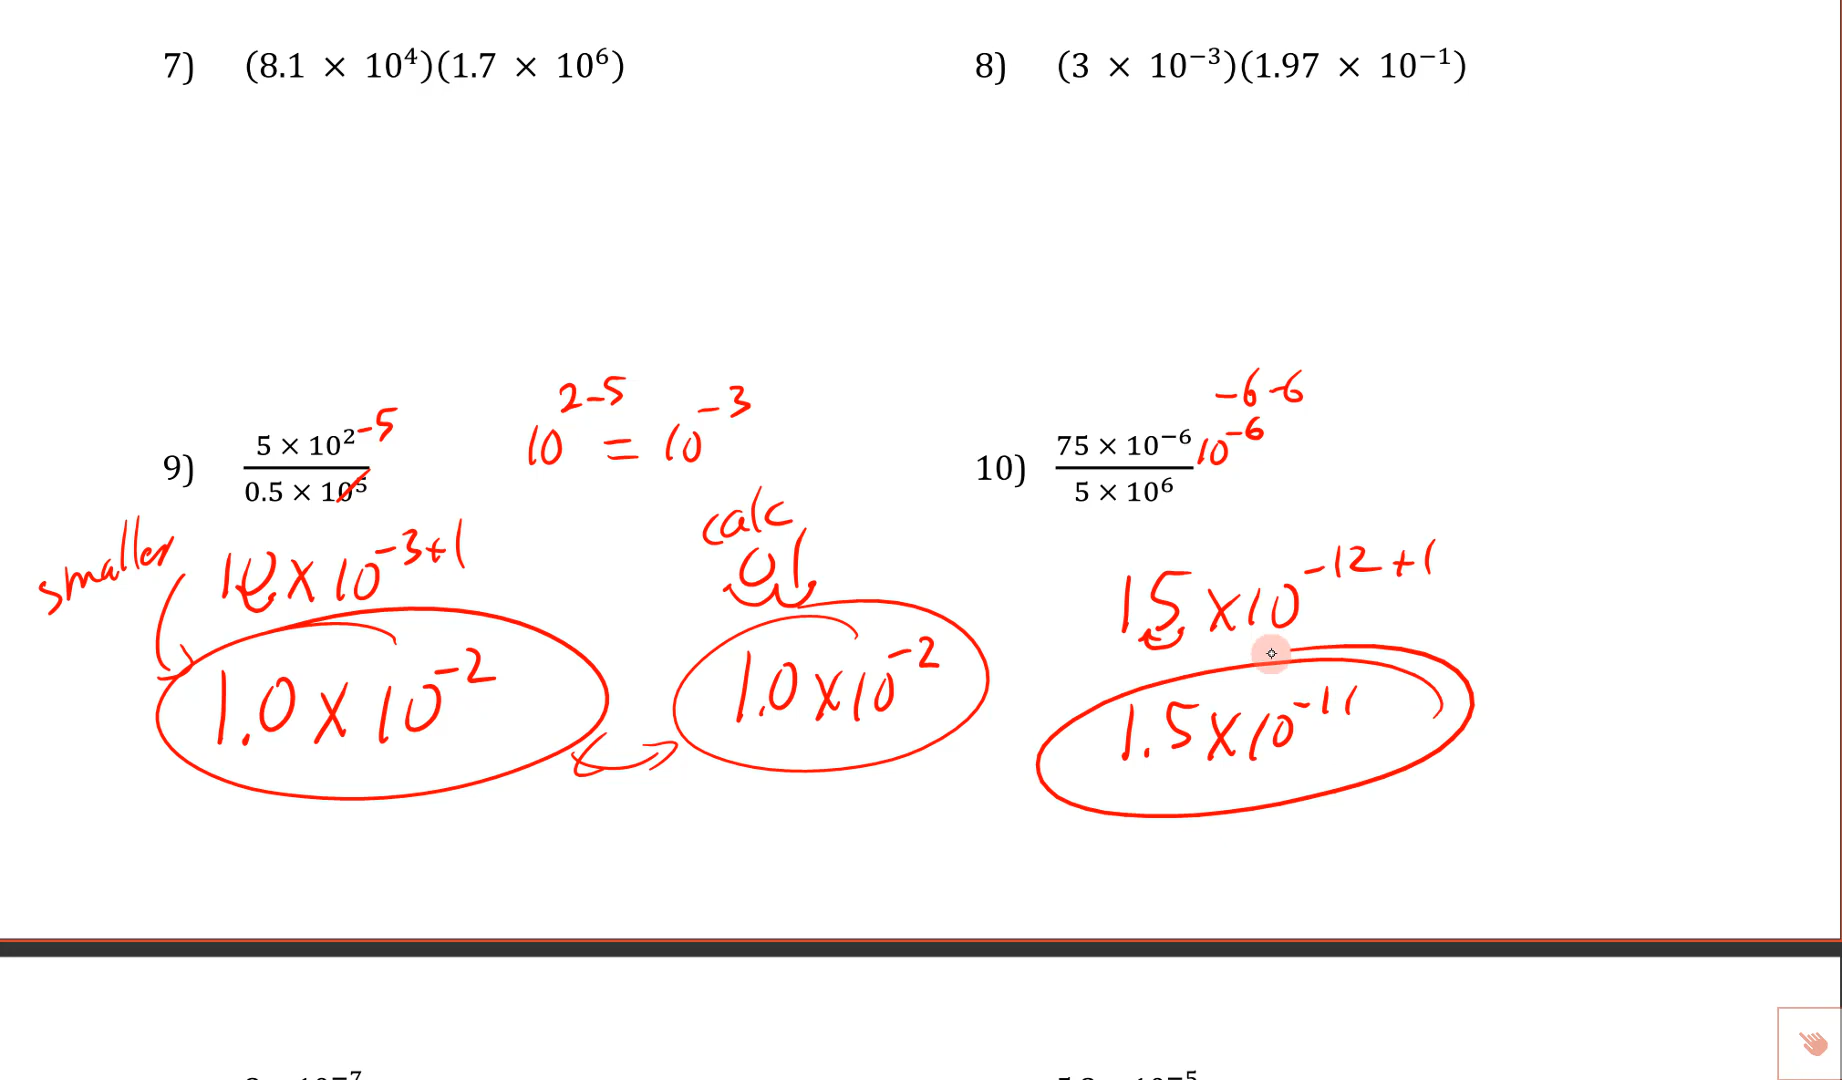 7) (8.1 × 10⁴)(1.7 × 10⁶)
8) (3 × 10⁻³)(1.97 × 10⁻¹)
9) 5 × 10² -5
0.5 × 10⁵
10^(2-5) = 10^(-3)
smaller
10 × 10^(-3+1)
1.0 × 10^(-2)
calc
.01
1.0 × 10^(-2)
-6-6
10) 75 × 10⁻⁶ 10^(-6)
5 × 10⁶
15 × 10^(-12+1)
1.5 × 10^(-11)